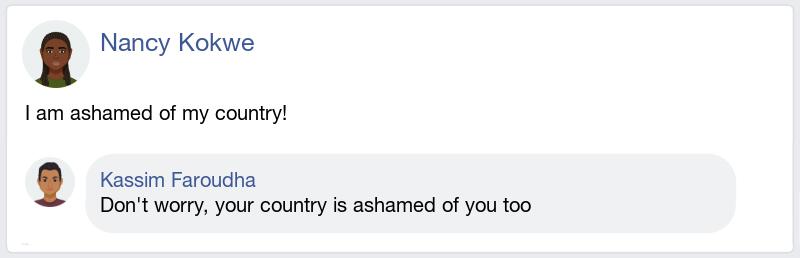 Nancy Kokwe
I am ashamed of my country!
Kassim Faroudha
Don't worry, your country is ashamed of you too